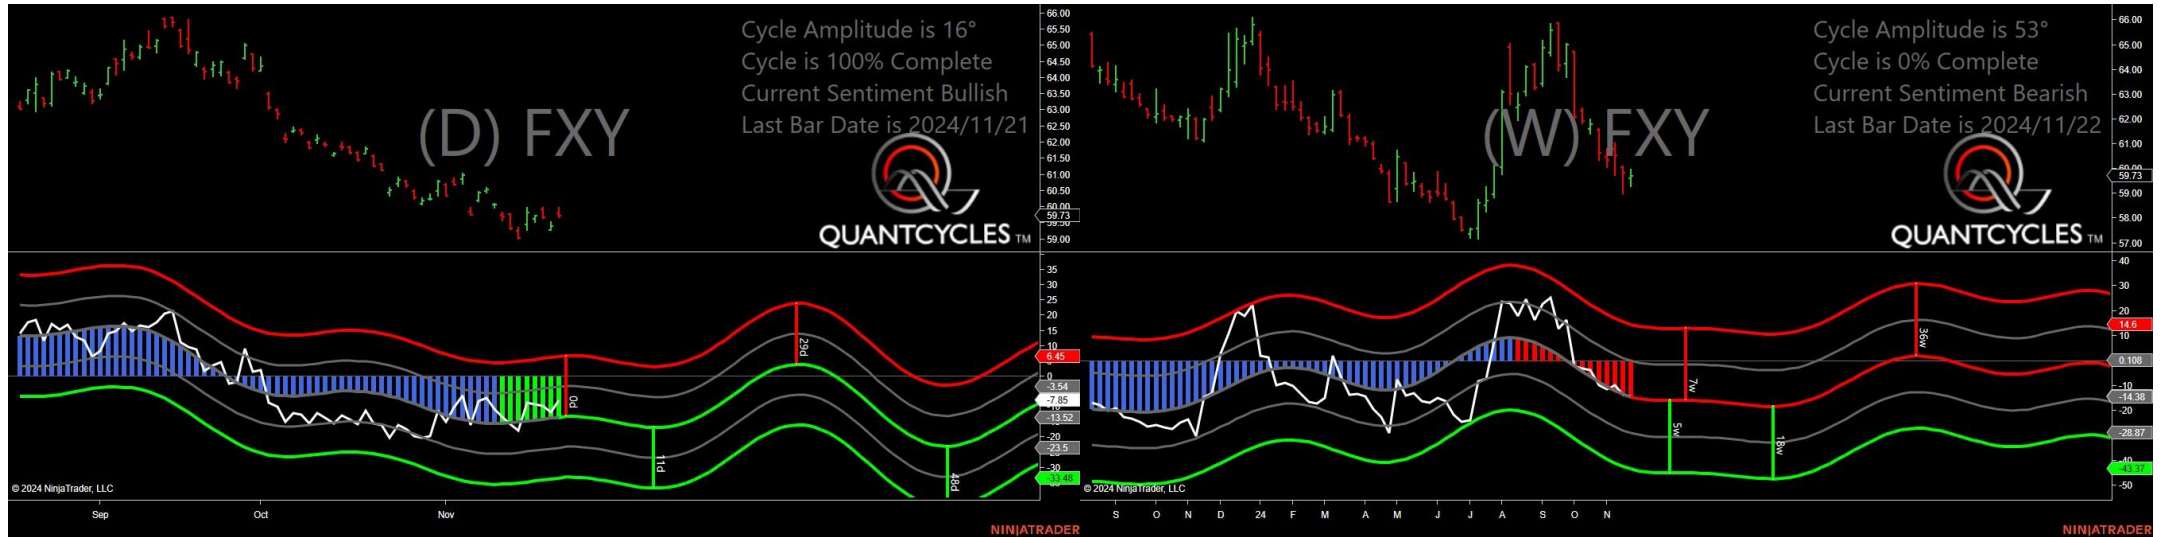 Cycle Amplitude is 16°
Cycle is 100% Complete
Current Sentiment Bullish
Last Bar Date is 2024/11/21
(D) FXY
QUANTCYCLES TM
66.00
65.50
65.00
64.50
64.00
63.50
63.00
62.50
62.00
61.50
61.00
60.50
60.00
59.73
59.50
59.00
35
30
25
20
15
10
6.45
0
-3.54
-7.85
-13.52
-20
-23.5
-30
-33.48
0d
11d
29d
48d
© 2024 NinjaTrader, LLC
Sep
Oct
Nov
NINJATRADER
Cycle Amplitude is 53°
Cycle is 0% Complete
Current Sentiment Bearish
Last Bar Date is 2024/11/22
(W) FXY
QUANTCYCLES TM
66.00
65.00
64.00
63.00
62.00
61.00
60.00
59.73
59.00
58.00
57.00
40
30
20
14.6
10
0.108
-10
-14.38
-20
-28.87
-40
-43.37
-50
7w
5w
18w
36w
© 2024 NinjaTrader, LLC
S
O
N
D
24
F
M
A
M
J
J
A
S
O
N
NINJATRADER